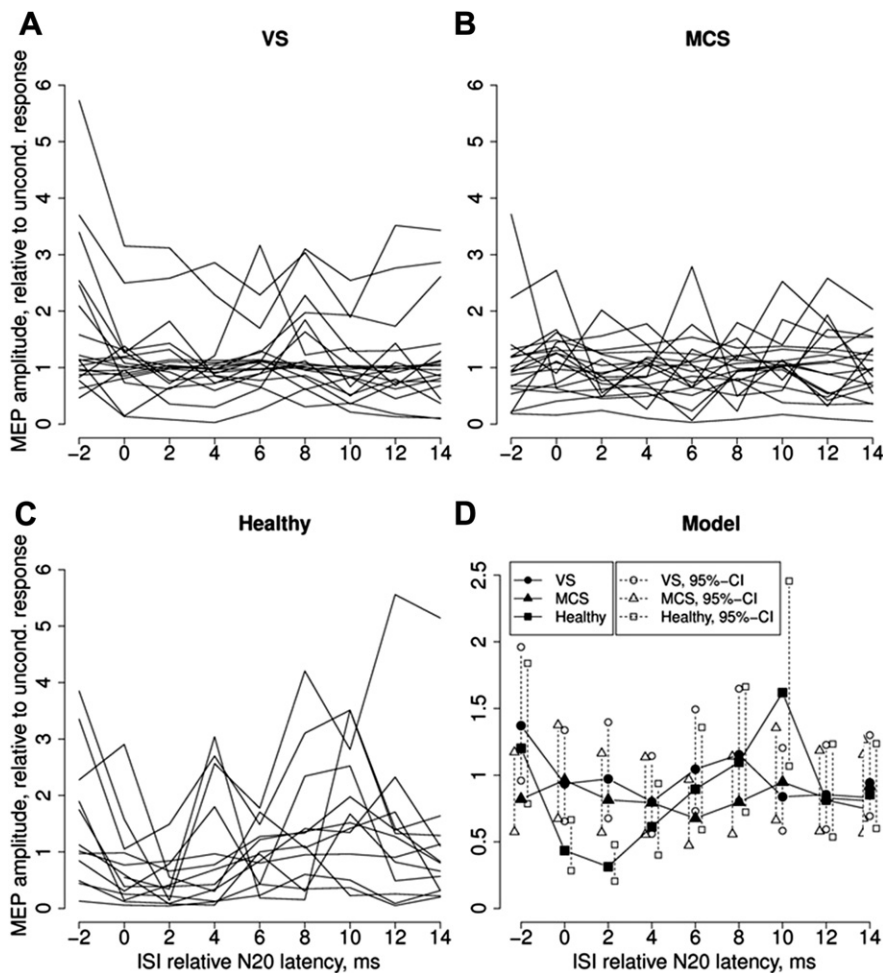 A
VS
B
MCS
MEP amplitude, relative to uncond. response
6
5
4
3
2
1
0
−2 0 2 4 6 8 10 12 14
6
5
4
3
2
1
0
−2 0 2 4 6 8 10 12 14
C
Healthy
D
Model
MEP amplitude, relative to uncond. response
6
5
4
3
2
1
0
−2 0 2 4 6 8 10 12 14
ISI relative N20 latency, ms
2.5
2
1.5
1
0.5
0
VS
MCS
Healthy
VS, 95%-CI
MCS, 95%-CI
Healthy, 95%-CI
−2 0 2 4 6 8 10 12 14
ISI relative N20 latency, ms